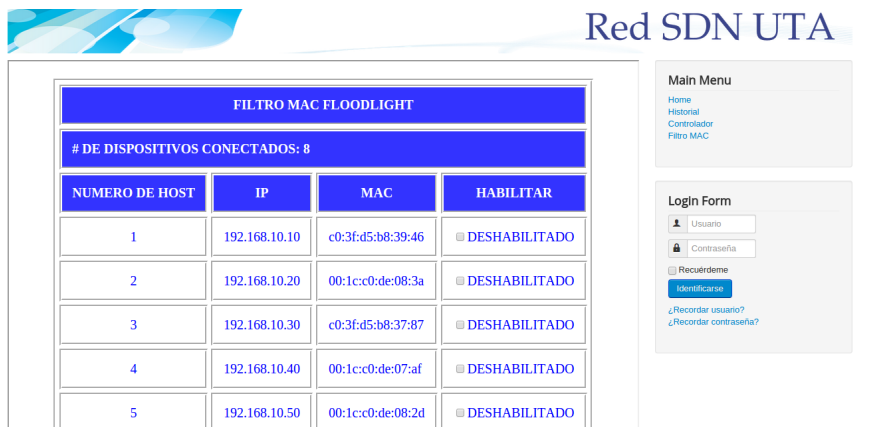 Red SDN UTA
FILTRO MAC FLOODLIGHT
# DE DISPOSITIVOS CONECTADOS: 8
NUMERO DE HOST IP MAC HABILITAR
1 192.168.10.10 c0:3f:d5:b8:39:46 DESHABILITADO
2 192.168.10.20 00:1c:c0:de:08:3a DESHABILITADO
3 192.168.10.30 c0:3f:d5:b8:37:87 DESHABILITADO
4 192.168.10.40 00:1c:c0:de:07:af DESHABILITADO
5 192.168.10.50 00:1c:c0:de:08:2d DESHABILITADO
Main Menu
Home
Historial
Controlador
Filtro MAC
Login Form
Usuario
Contraseña
Recuérdeme
Identificarse
¿Recordar usuario?
¿Recordar contraseña?